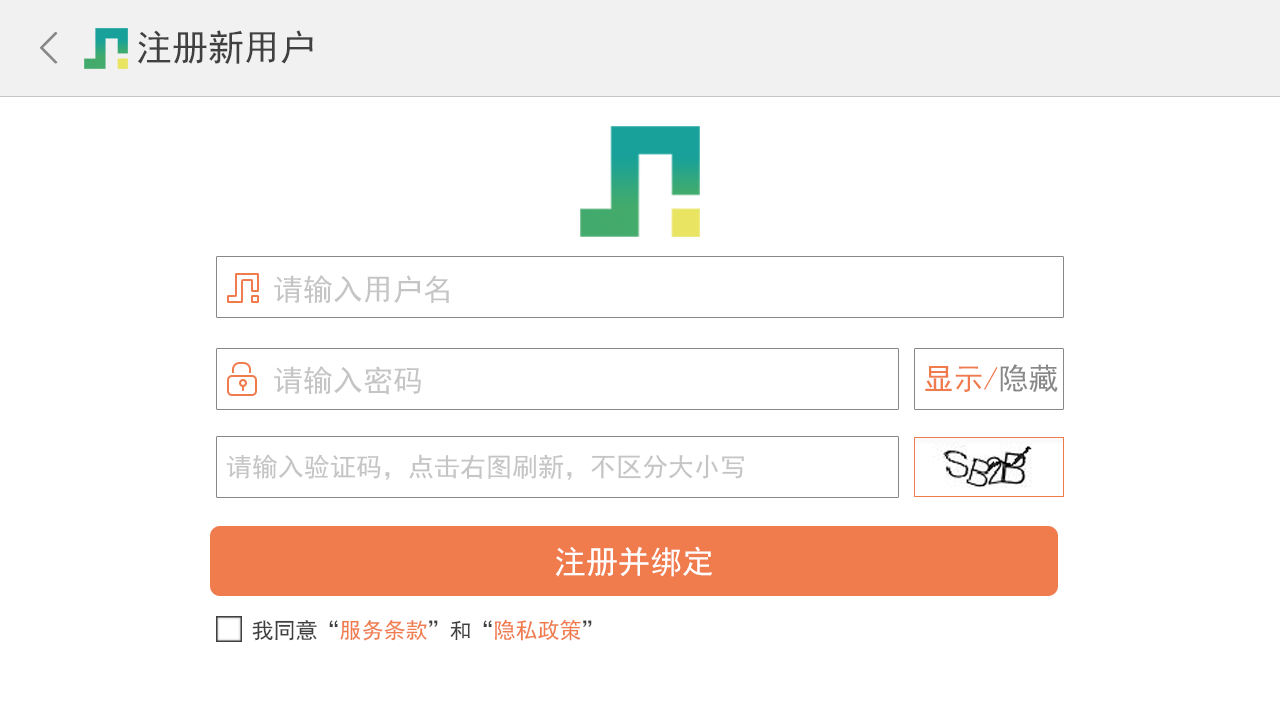 注册新用户
请输入用户名
请输入密码
显示/隐藏
请输入验证码，点击右图刷新，不区分大小写
SB2B
注册并绑定
我同意“服务条款”和“隐私政策”